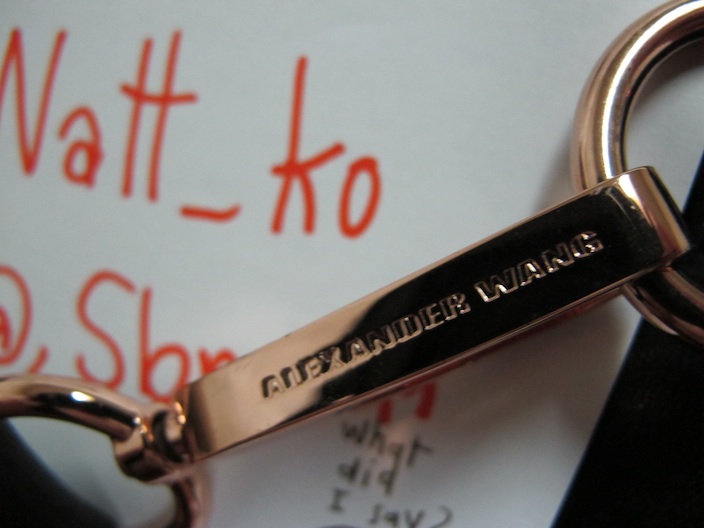 Natt_ko
@Sbn
ALEXANDER WANG
what
did
I say?